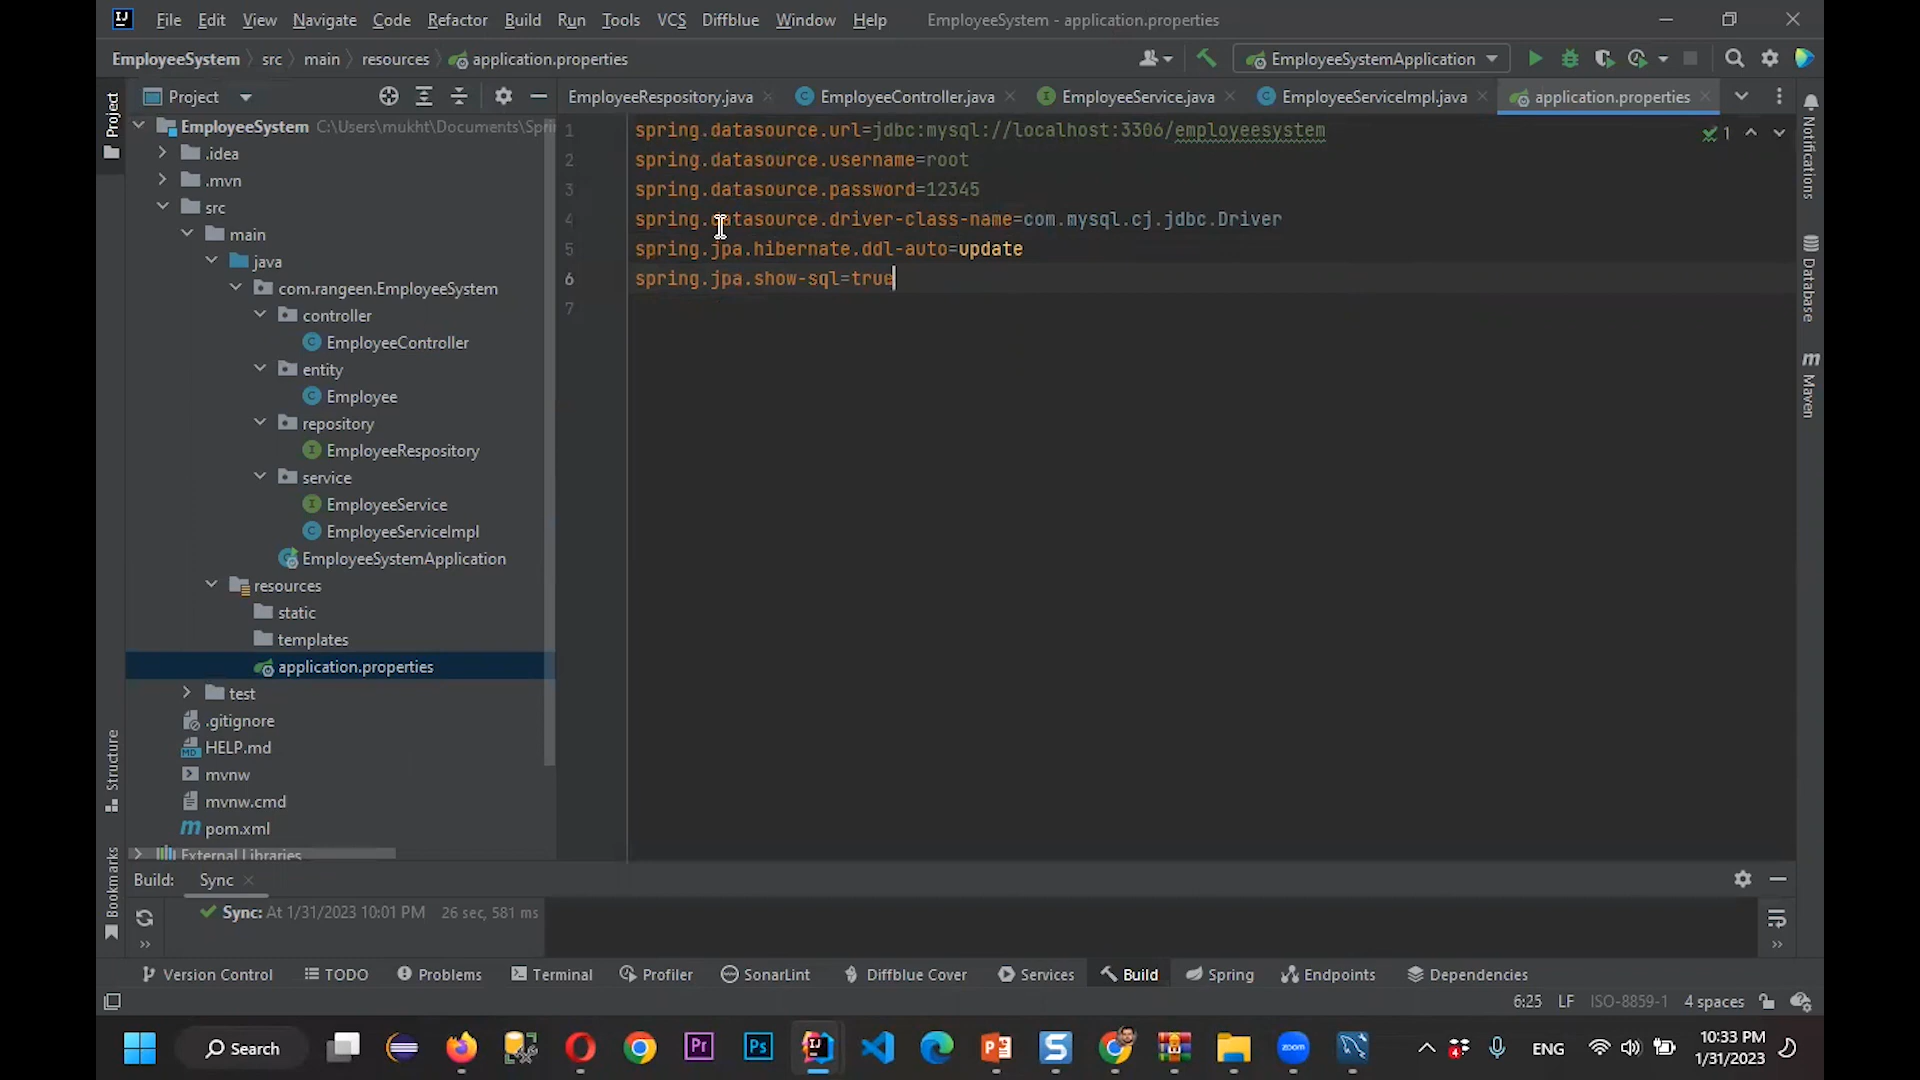 File Edit View Navigate Code Refactor Build Run Tools VCS Diffblue Window Help EmployeeSystem - application.properties
EmployeeSystem src main resources application.properties EmployeeSystemApplication
Project EmployeeRespository.java EmployeeController.java EmployeeService.java EmployeeServiceImpl.java application.properties
Project
EmployeeSystem C:\Users\mukht\Documents\Spri
.idea
.mvn
src
main
java
com.rangeen.EmployeeSystem
controller
EmployeeController
entity
Employee
repository
EmployeeRespository
service
EmployeeService
EmployeeServiceImpl
EmployeeSystemApplication
resources
static
templates
application.properties
test
.gitignore
HELP.md
mvnw
mvnw.cmd
pom.xml
External Libraries
Structure
Bookmarks
1 spring.datasource.url=jdbc:mysql://localhost:3306/employeesystem
2 spring.datasource.username=root
3 spring.datasource.password=12345
4 spring.datasource.driver-class-name=com.mysql.cj.jdbc.Driver
5 spring.jpa.hibernate.ddl-auto=update
6 spring.jpa.show-sql=true
7
1
Notifications
Database
Maven
Build: Sync
Sync: At 1/31/2023 10:01 PM 26 sec, 581 ms
Version Control TODO Problems Terminal Profiler SonarLint Diffblue Cover Services Build Spring Endpoints Dependencies
6:25 LF ISO-8859-1 4 spaces
Search Pr Ps zoom 4 ENG 10:33 PM
1/31/2023